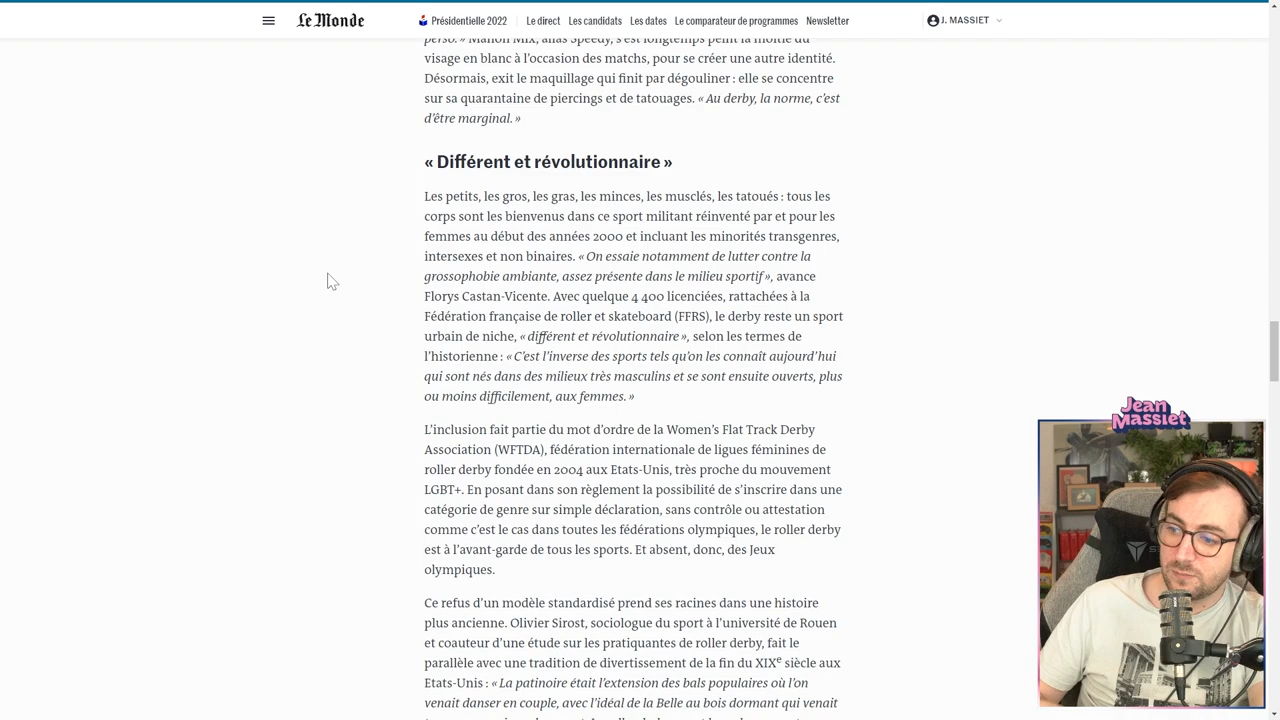 Le Monde
Présidentielle 2022
Le direct
Les candidats
Les dates
Le comparateur de programmes
Newsletter
J. MASSIET
perso. » Manon Mix, alias Speedy, s'est longtemps peint la moitié du
visage en blanc à l'occasion des matchs, pour se créer une autre identité.
Désormais, exit le maquillage qui finit par dégouliner : elle se concentre
sur sa quarantaine de piercings et de tatouages. « Au derby, la norme, c'est
d'être marginal. »
« Différent et révolutionnaire »
Les petits, les gros, les gras, les minces, les musclés, les tatoués : tous les
corps sont les bienvenus dans ce sport militant réinventé par et pour les
femmes au début des années 2000 et incluant les minorités transgenres,
intersexes et non binaires. « On essaie notamment de lutter contre la
grossophobie ambiante, assez présente dans le milieu sportif », avance
Florys Castan-Vicente. Avec quelque 4 400 licenciées, rattachées à la
Fédération française de roller et skateboard (FFRS), le derby reste un sport
urbain de niche, « différent et révolutionnaire », selon les termes de
l'historienne : « C'est l'inverse des sports tels qu'on les connaît aujourd'hui
qui sont nés dans des milieux très masculins et se sont ensuite ouverts, plus
ou moins difficilement, aux femmes. »
L'inclusion fait partie du mot d'ordre de la Women's Flat Track Derby
Association (WFTDA), fédération internationale de ligues féminines de
roller derby fondée en 2004 aux Etats-Unis, très proche du mouvement
LGBT+. En posant dans son règlement la possibilité de s'inscrire dans une
catégorie de genre sur simple déclaration, sans contrôle ou attestation
comme c'est le cas dans toutes les fédérations olympiques, le roller derby
est à l'avant-garde de tous les sports. Et absent, donc, des Jeux
olympiques.
Ce refus d'un modèle standardisé prend ses racines dans une histoire
plus ancienne. Olivier Sirost, sociologue du sport à l'université de Rouen
et coauteur d'une étude sur les pratiquantes de roller derby, fait le
parallèle avec une tradition de divertissement de la fin du XIXe siècle aux
Etats-Unis : « La patinoire était l'extension des bals populaires où l'on
venait danser en couple, avec l'idéal de la Belle au bois dormant qui venait
Jean
Massiet